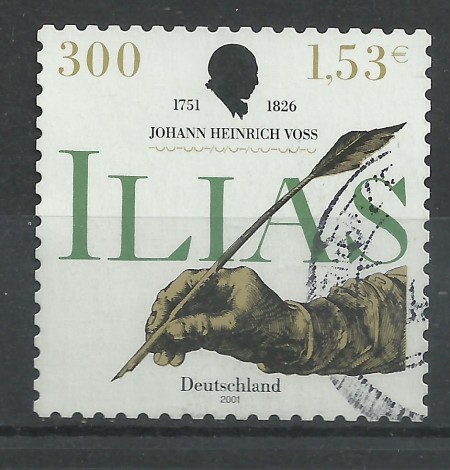 300 1,53€
1751 1826
JOHANN HEINRICH VOSS
ILIAS
Deutschland
2001